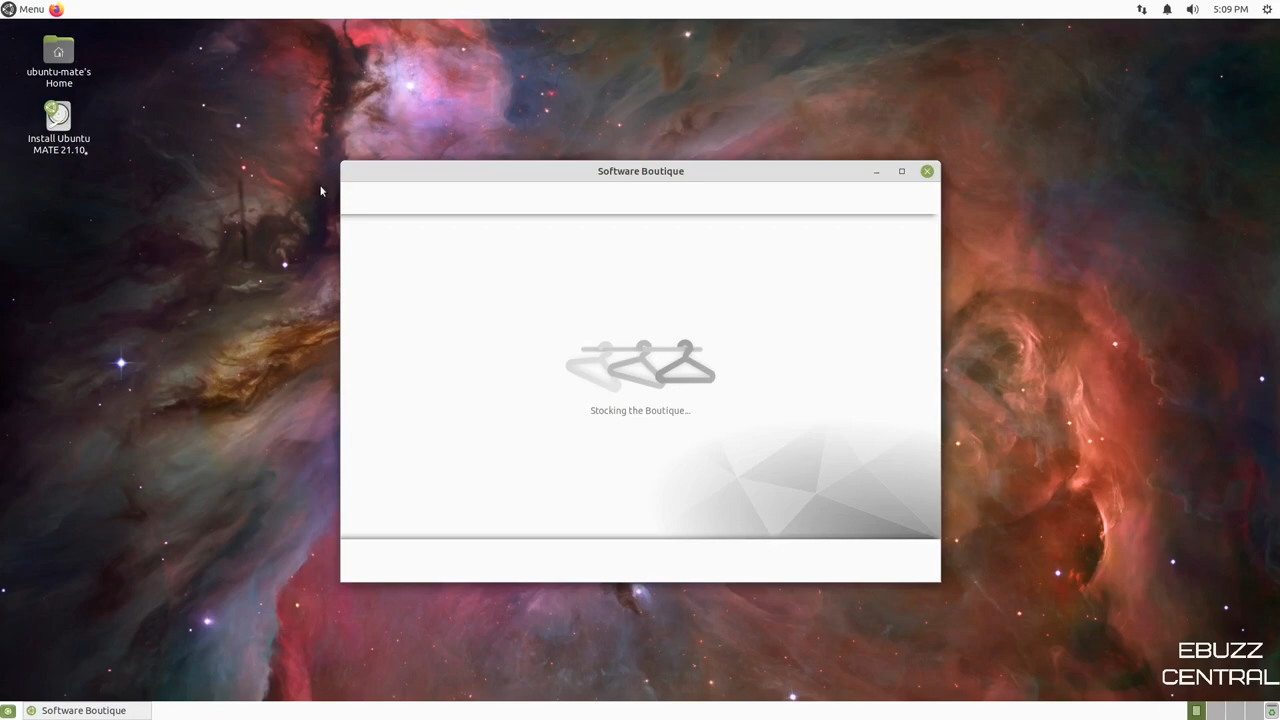 Menu
5:09 PM
ubuntu-mate's
Home
Install Ubuntu
MATE 21.10
Software Boutique
Stocking the Boutique...
EBUZZ
CENTRAL
Software Boutique